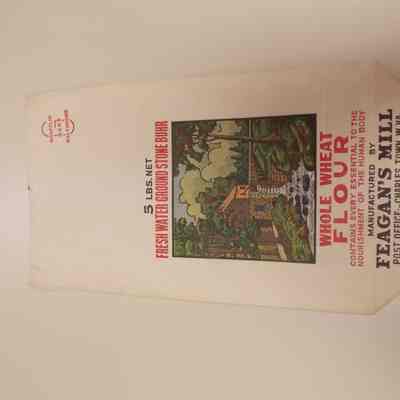 5 LBS. NET
FRESH WATER GROUND STONE BUHR
WHOLE WHEAT
FLOUR
CONTAINS EVERY ESSENTIAL TO THE
NOURISHMENT OF THE HUMAN BODY
MANUFACTURED BY
FEAGAN'S MILL
POST OFFICE-CHARLES TOWN, W.VA.